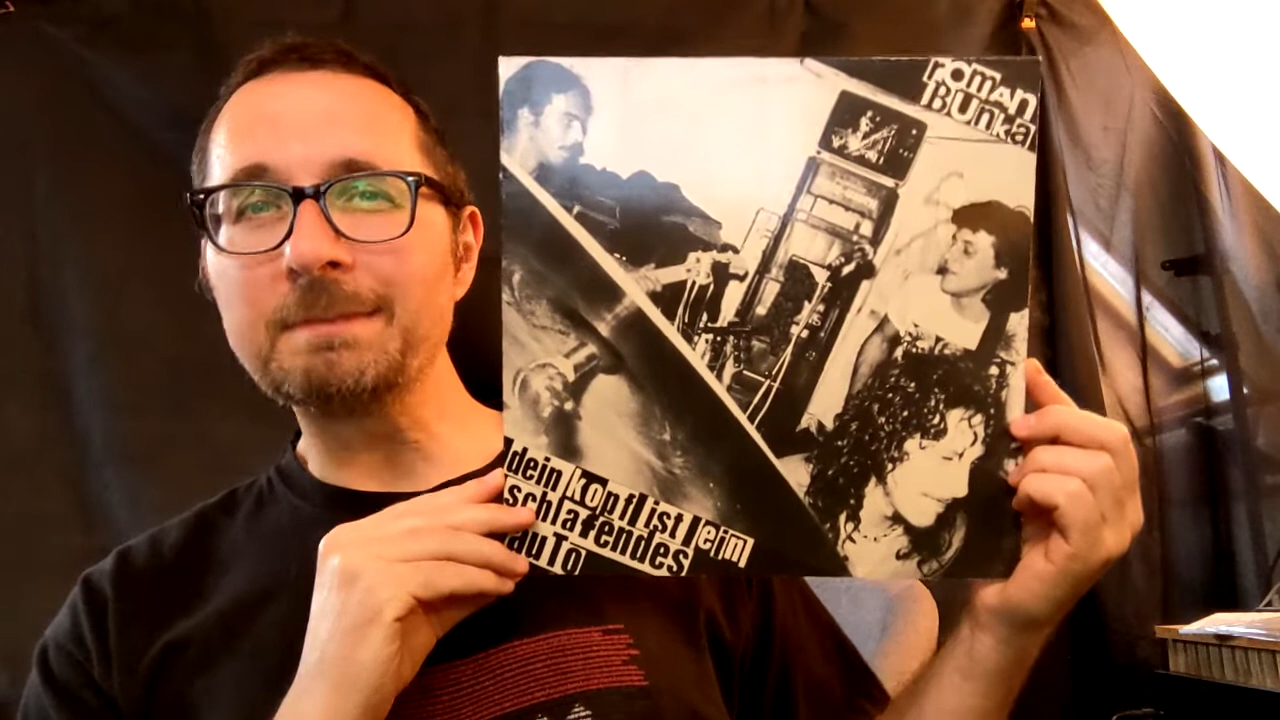 roman
Bunka
dein kopf ist ein
schlafendes
auTo